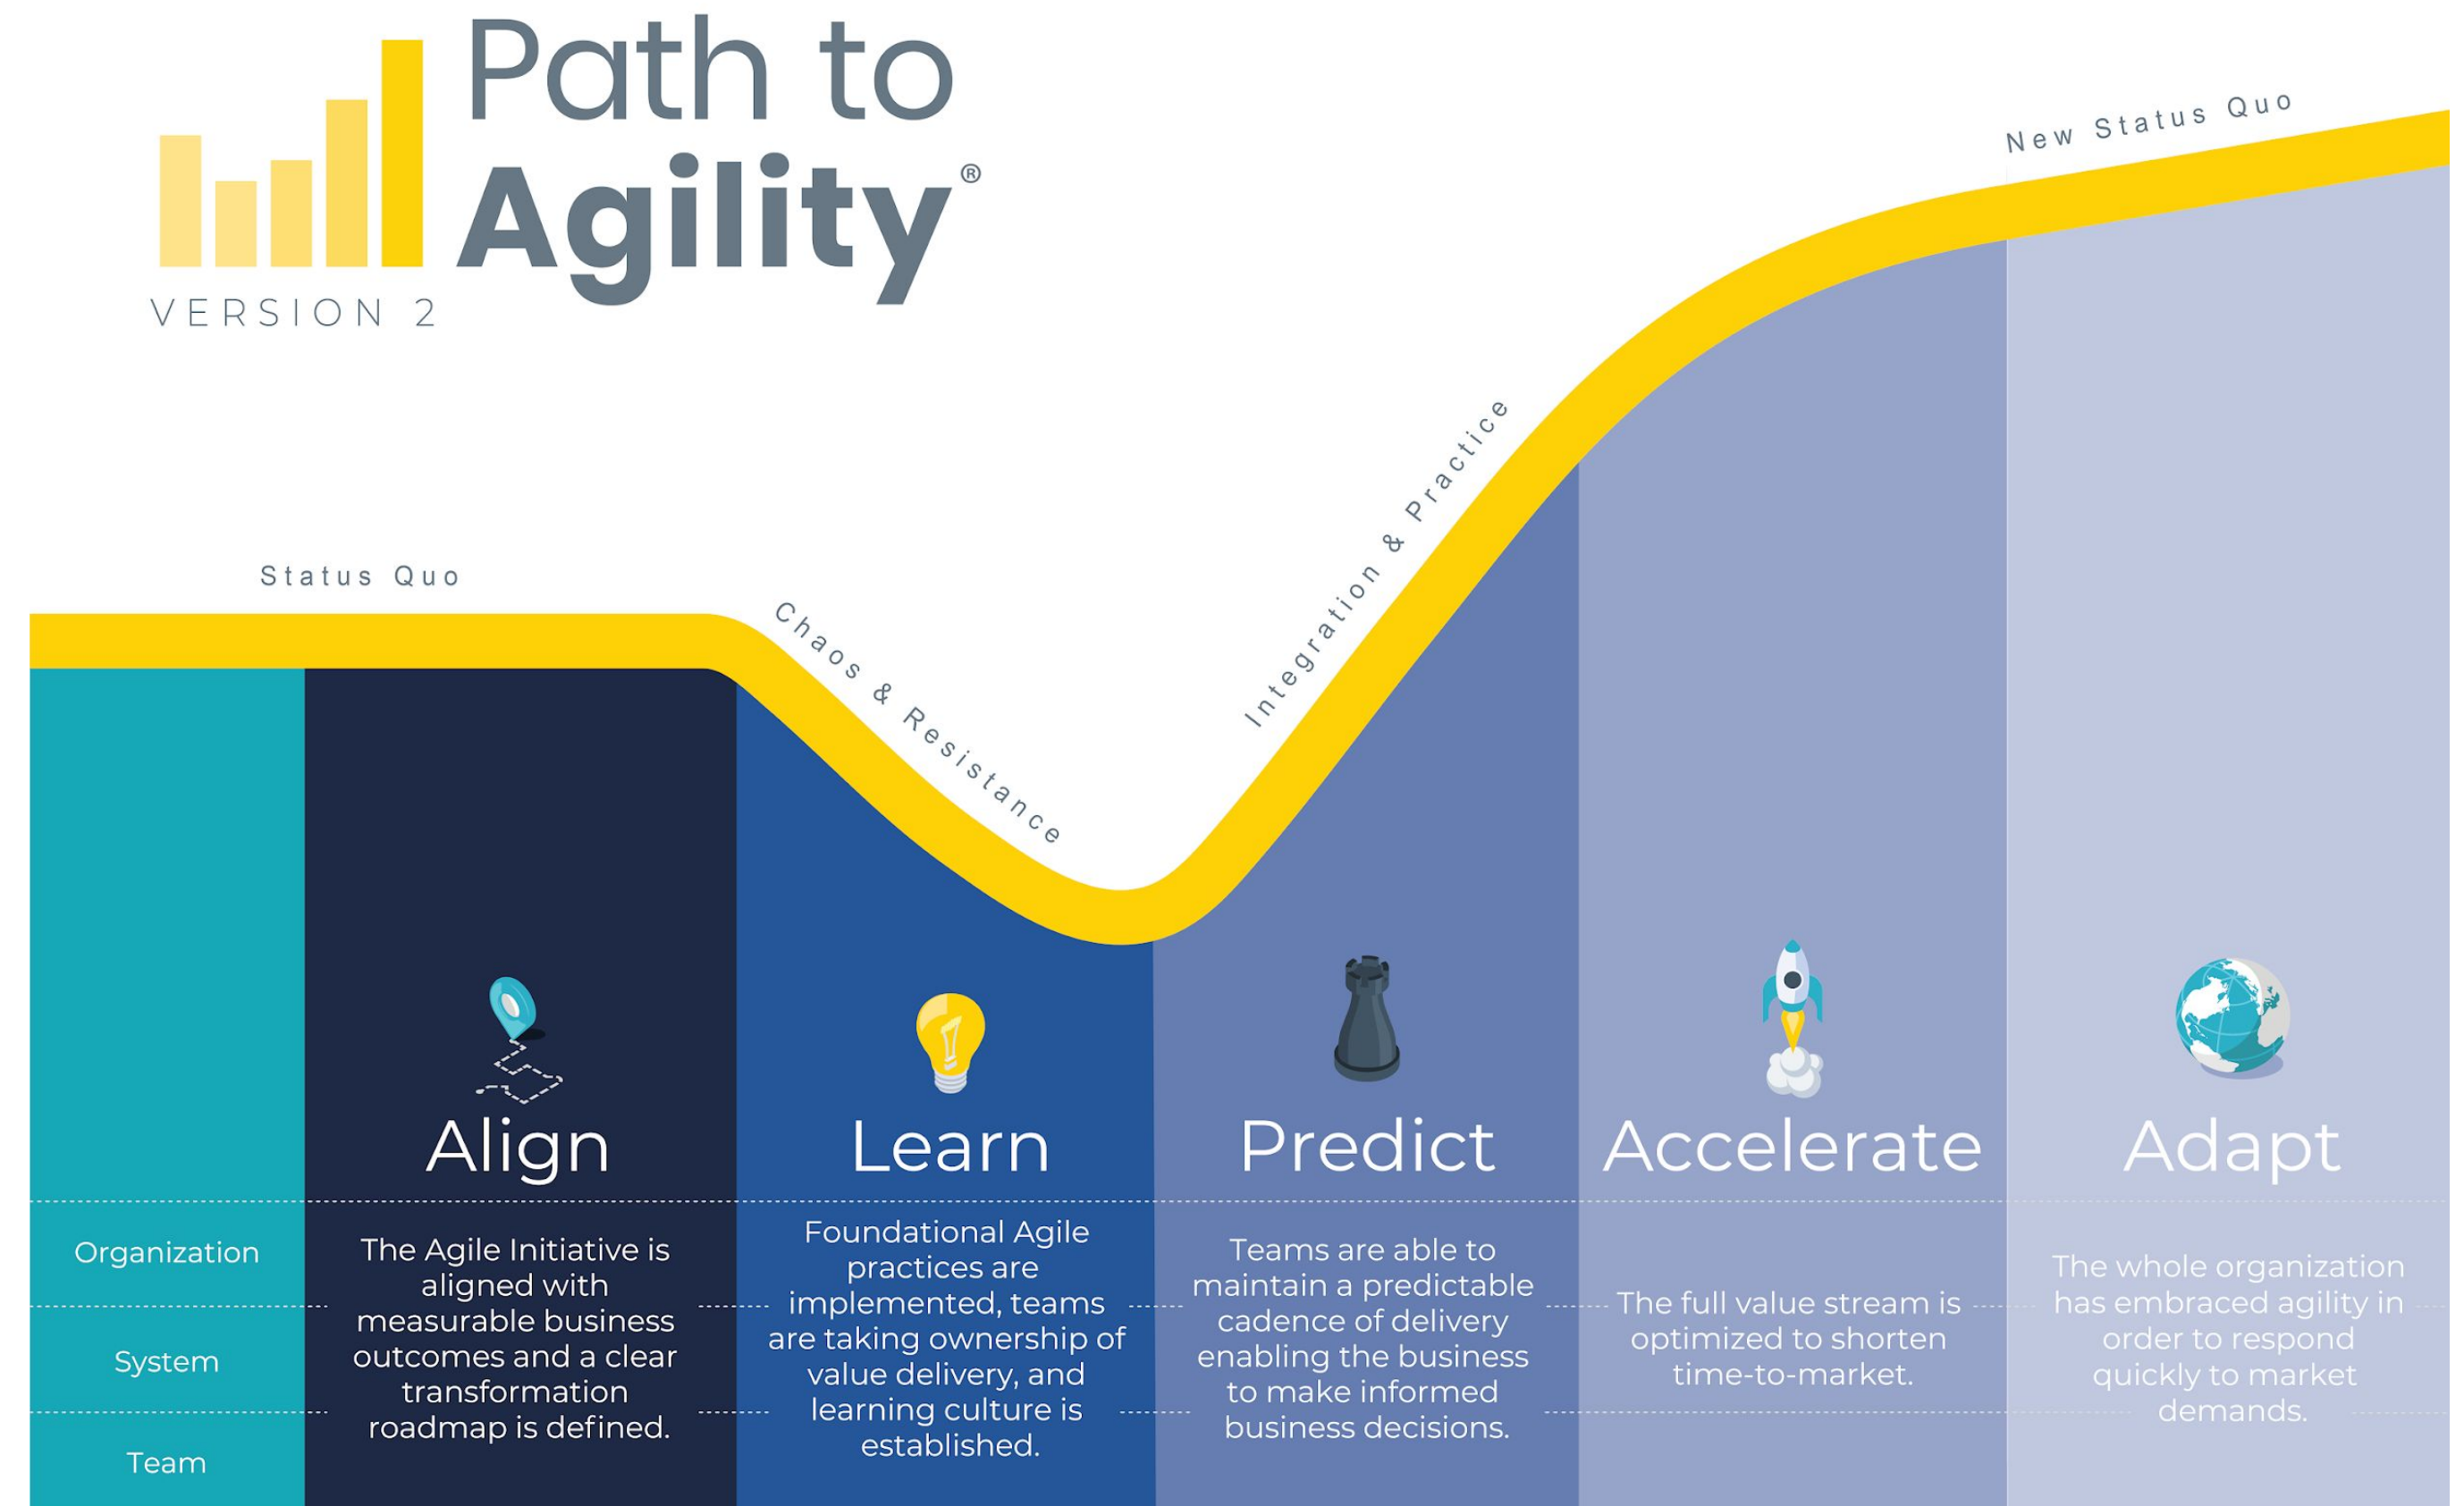 Path to
Agility®
VERSION 2
New Status Quo
Status Quo
Chaos & Resistance
Integration & Practice
Align
Learn
Predict
Accelerate
Adapt
Organization
System
Team
The Agile Initiative is
aligned with
measurable business
outcomes and a clear
transformation
roadmap is defined.
Foundational Agile
practices are
implemented, teams
are taking ownership of
value delivery, and
learning culture is
established.
Teams are able to
maintain a predictable
cadence of delivery
enabling the business
to make informed
business decisions.
The full value stream is
optimized to shorten
time-to-market.
The whole organization
has embraced agility in
order to respond
quickly to market
demands.